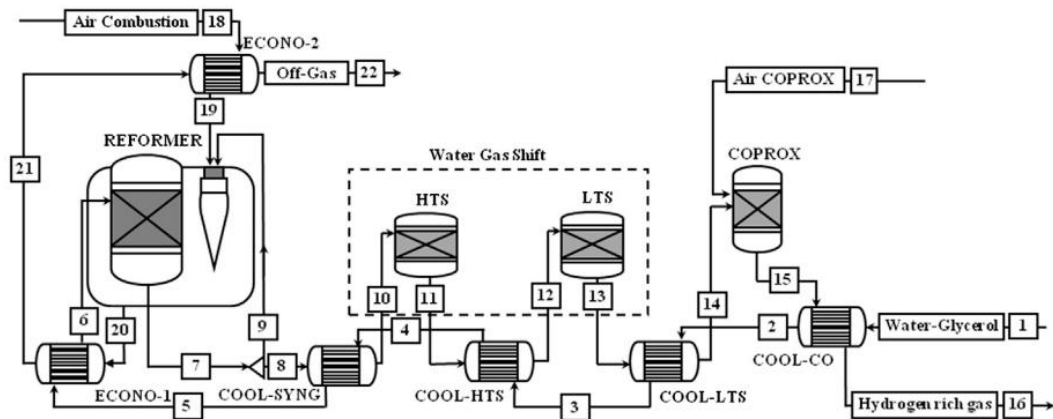 Air Combustion 18
ECONO-2
Off-Gas 22
Air COPROX 17
19
REFORMER
COPROX
Water Gas Shift
21
HTS
LTS
6
20
9
10
11
12
13
14
15
4
2
Water-Glycerol 1
7
8
COOL-CO
ECONO-1
COOL-SYNG
COOL-HTS
COOL-LTS
5
3
Hydrogen rich gas 16